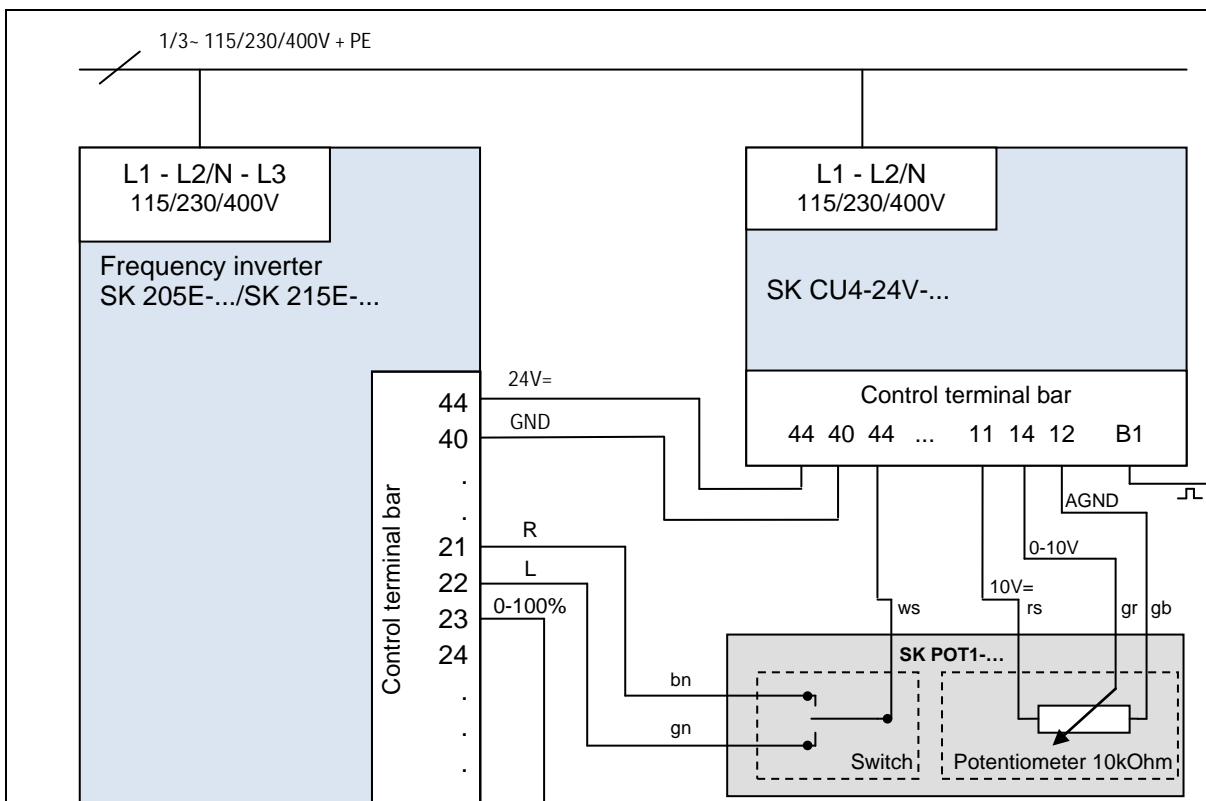 1/3~ 115/230/400V + PE
L1 - L2/N - L3
115/230/400V
Frequency inverter
SK 205E-.../SK 215E-...
Control terminal bar
44
40
.
.
21
22
23
24
.
.
.
24V=
GND
R
L
0-100%
L1 - L2/N
115/230/400V
SK CU4-24V-...
Control terminal bar
44 40 44 ... 11 14 12 B1
AGND
0-10V
10V=
ws rs gr gb
SK POT1-...
bn
gn
Switch
Potentiometer 10kOhm